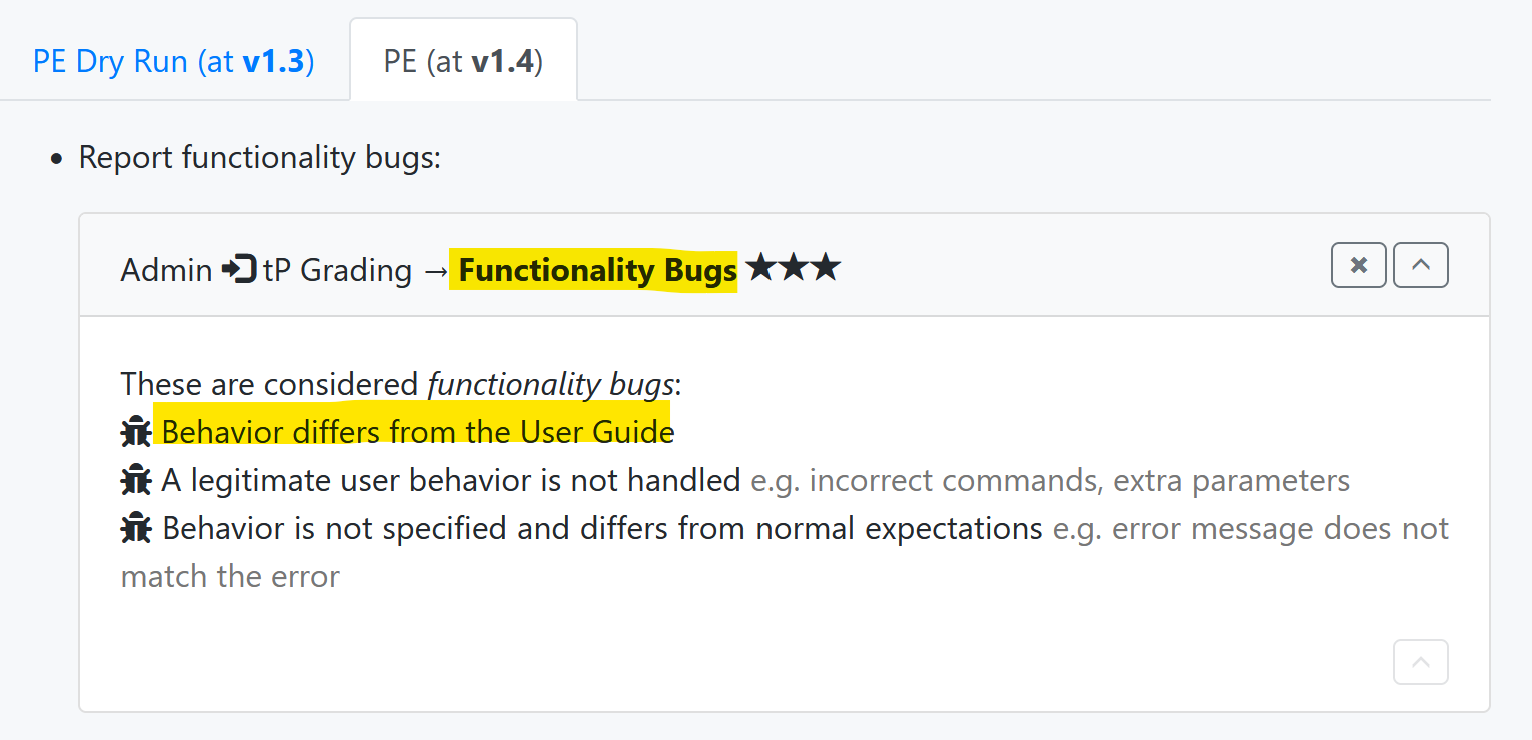 PE Dry Run (at v1.3)
PE (at v1.4)
Report functionality bugs:
Admin tP Grading → Functionality Bugs ★★★
These are considered functionality bugs:
Behavior differs from the User Guide
A legitimate user behavior is not handled e.g. incorrect commands, extra parameters
Behavior is not specified and differs from normal expectations e.g. error message does not
match the error